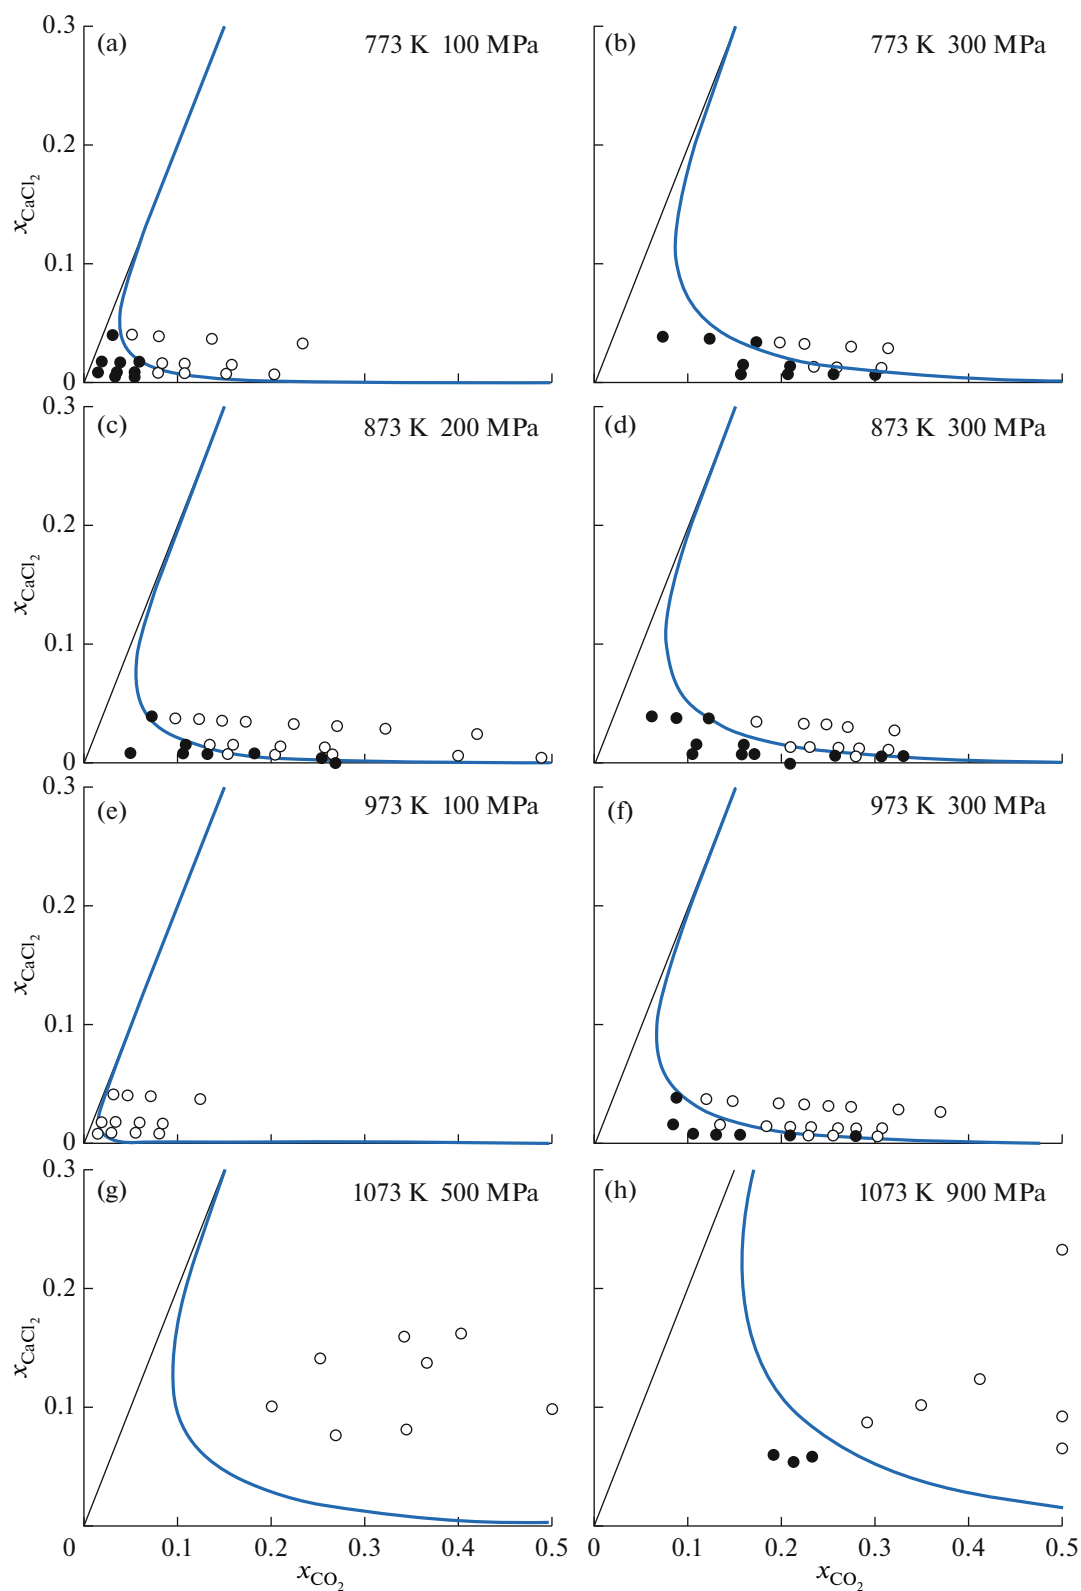 (a) 773 K 100 MPa
0.3
0.2
0.1
0
x_CaCl2
(b) 773 K 300 MPa
x_CaCl2
(c) 873 K 200 MPa
0.3
0.2
0.1
0
x_CaCl2
(d) 873 K 300 MPa
x_CaCl2
(e) 973 K 100 MPa
0.3
0.2
0.1
0
x_CaCl2
(f) 973 K 300 MPa
(g) 1073 K 500 MPa
0.3
0.2
0.1
x_CaCl2
0 0.1 0.2 0.3 0.4 0.5
x_CO2
(h) 1073 K 900 MPa
0 0.1 0.2 0.3 0.4 0.5
x_CO2